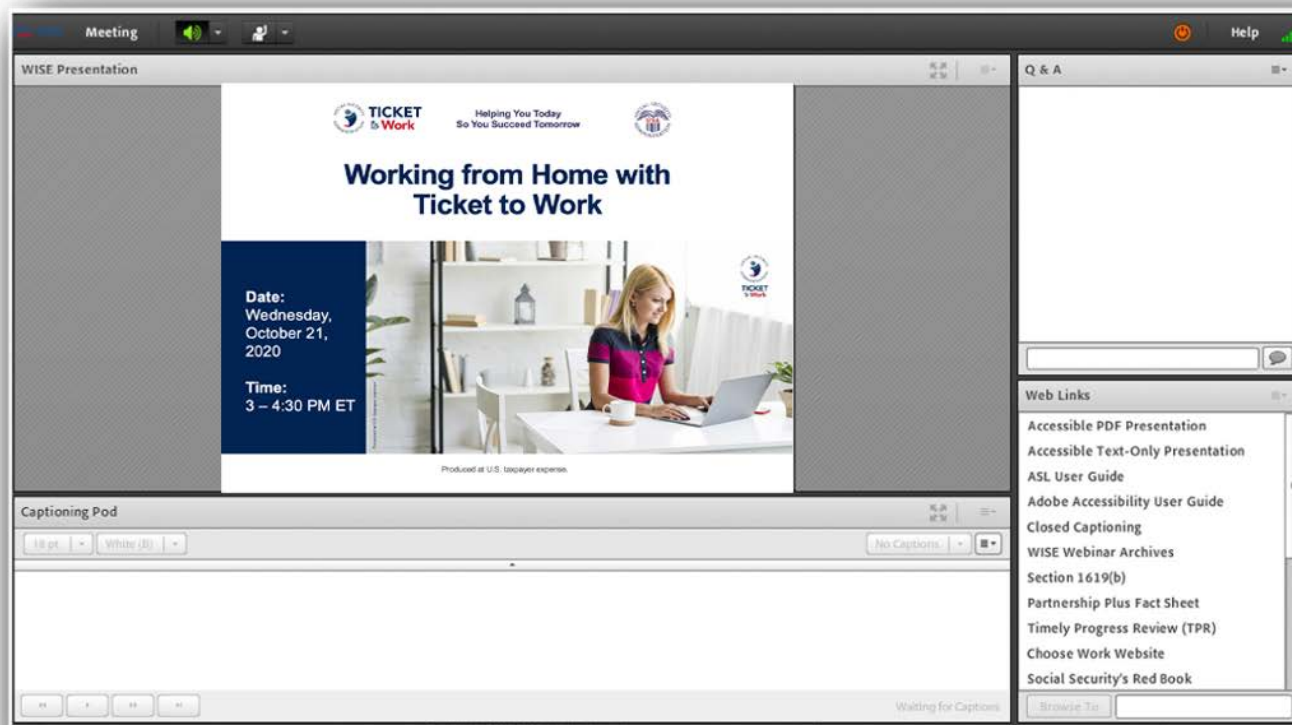 Meeting
Help
WISE Presentation
TICKET
to Work
Helping You Today
So You Succeed Tomorrow
Working from Home with
Ticket to Work
Date:
Wednesday,
October 21,
2020
Time:
3 – 4:30 PM ET
TICKET
to Work
Produced at U.S. taxpayer expense.
Captioning Pod
18 pt
White (B)
No Captions
Waiting for Captions
Q & A
Web Links
Accessible PDF Presentation
Accessible Text-Only Presentation
ASL User Guide
Adobe Accessibility User Guide
Closed Captioning
WISE Webinar Archives
Section 1619(b)
Partnership Plus Fact Sheet
Timely Progress Review (TPR)
Choose Work Website
Social Security's Red Book
Browse To